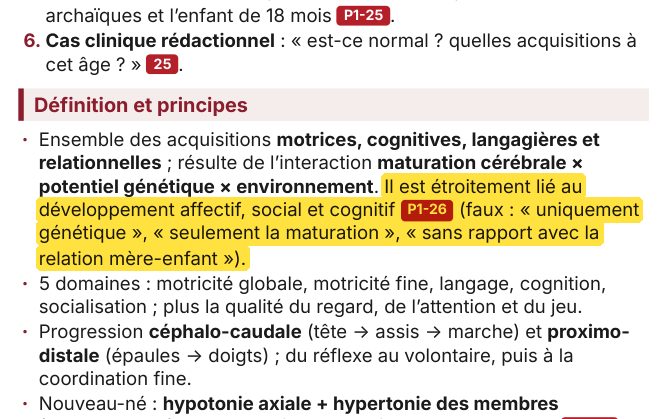 archaïques et l’enfant de 18 mois P1-25.
6. Cas clinique rédactionnel : « est-ce normal ? quelles acquisitions à
cet âge ? » 25.
Définition et principes
• Ensemble des acquisitions motrices, cognitives, langagières et
relationnelles ; résulte de l’interaction maturation cérébrale ×
potentiel génétique × environnement. Il est étroitement lié au
développement affectif, social et cognitif P1-26 (faux : « uniquement
génétique », « seulement la maturation », « sans rapport avec la
relation mère-enfant »).
• 5 domaines : motricité globale, motricité fine, langage, cognition,
socialisation ; plus la qualité du regard, de l’attention et du jeu.
• Progression céphalo-caudale (tête → assis → marche) et proximo-
distale (épaules → doigts) ; du réflexe au volontaire, puis à la
coordination fine.
• Nouveau-né : hypotonie axiale + hypertonie des membres